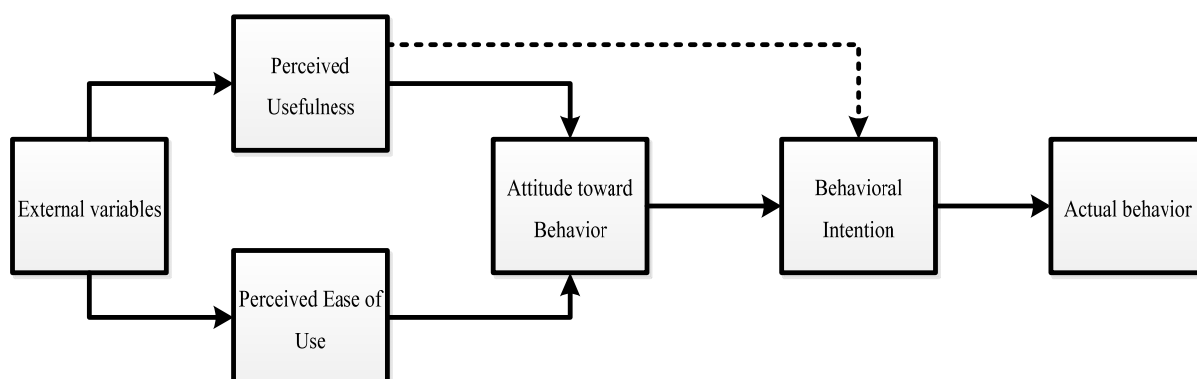 Perceived
Usefulness
External variables
Attitude toward
Behavior
Behavioral
Intention
Actual behavior
Perceived Ease of
Use